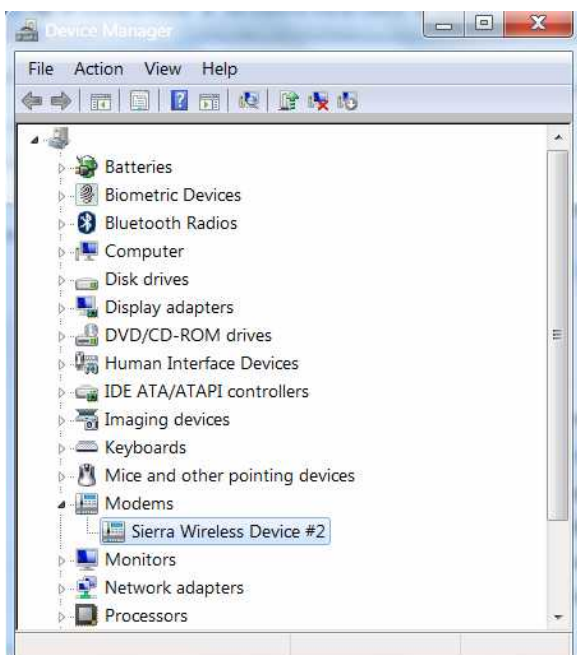 Device Manager
File Action View Help
Batteries
Biometric Devices
Bluetooth Radios
Computer
Disk drives
Display adapters
DVD/CD-ROM drives
Human Interface Devices
IDE ATA/ATAPI controllers
Imaging devices
Keyboards
Mice and other pointing devices
Modems
Sierra Wireless Device #2
Monitors
Network adapters
Processors